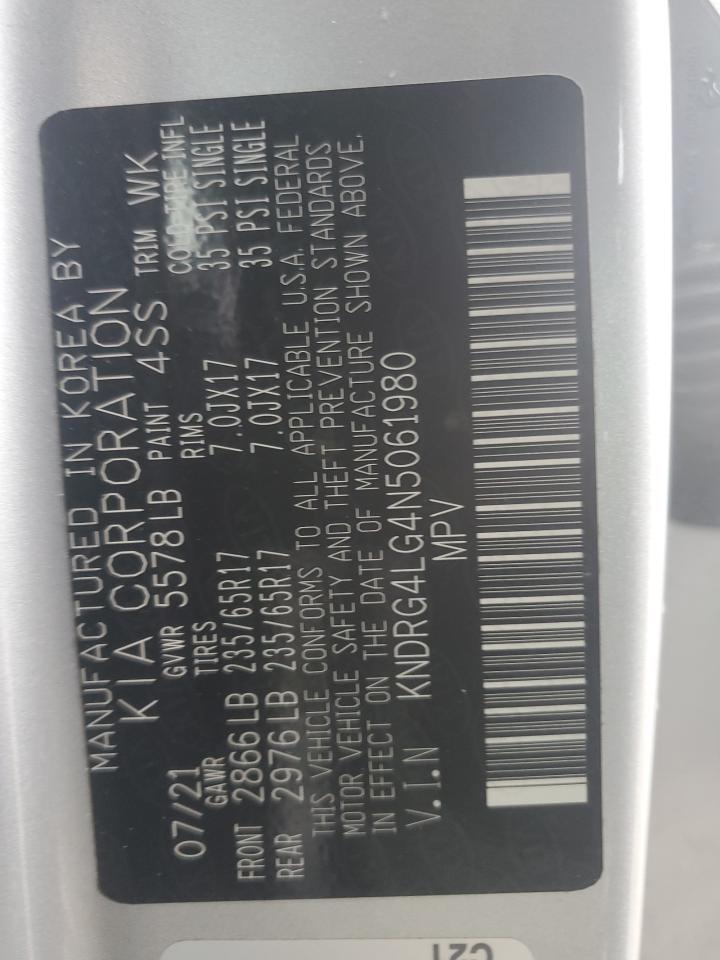 MANUFACTURED IN KOREA BY
KIA CORPORATION
07/21 GVWR 5578LB PAINT 4SS TRIM WK
GAWR TIRES RIMS COLD TIRE INFL
FRONT 2866LB 235/65R17 7.0JX17 35 PSI SINGLE
REAR 2976LB 235/65R17 7.0JX17 35 PSI SINGLE
THIS VEHICLE CONFORMS TO ALL APPLICABLE U.S.A. FEDERAL
MOTOR VEHICLE SAFETY AND THEFT PREVENTION STANDARDS
IN EFFECT ON THE DATE OF MANUFACTURE SHOWN ABOVE.
V.I.N KNDRG4LG4N5061980
MPV